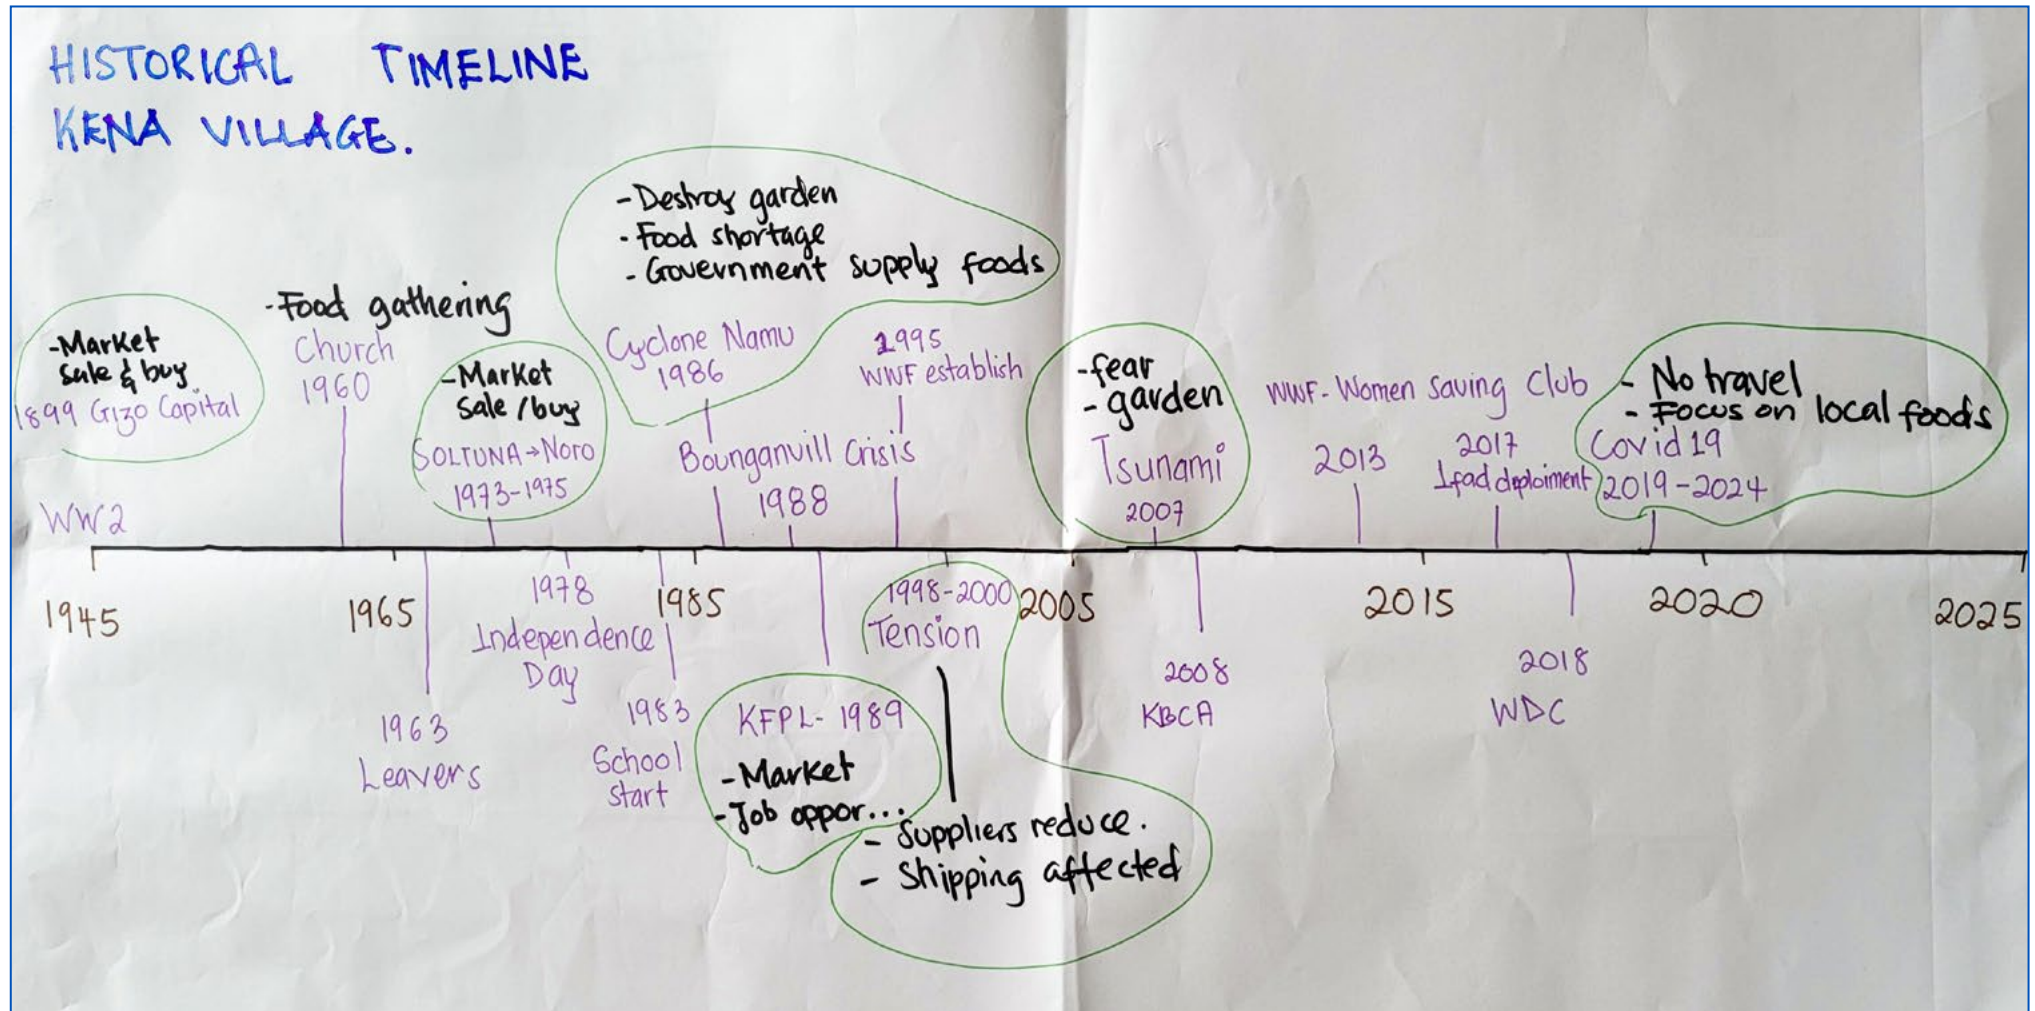 HISTORICAL TIMELINE
KENA VILLAGE.
-Market
sale & buy
1899 Gizo Capital
WW2
-Food gathering
Church
1960
-Market
Sale/buy
SOLTUNA→Noro
1973-1975
-Destroy garden
-Food shortage
-Government supply foods
Cyclone Namu
1986
1995
WWF establish
Bounganvill Crisis
1988
-fear
-garden
Tsunami
2007
WWF-Women Saving Club
2013
2017
Ifad deploiment
- No travel
- Focus on local foods
Covid 19
2019-2024
1945
1965
1985
2005
2015
2020
2025
1963
Leavers
1978
Independence
Day
1983
School
start
KFPL- 1989
-Market
-Job oppor...
1998-2000
Tension
- Suppliers reduce.
- Shipping affected
2008
KBCA
2018
WDC